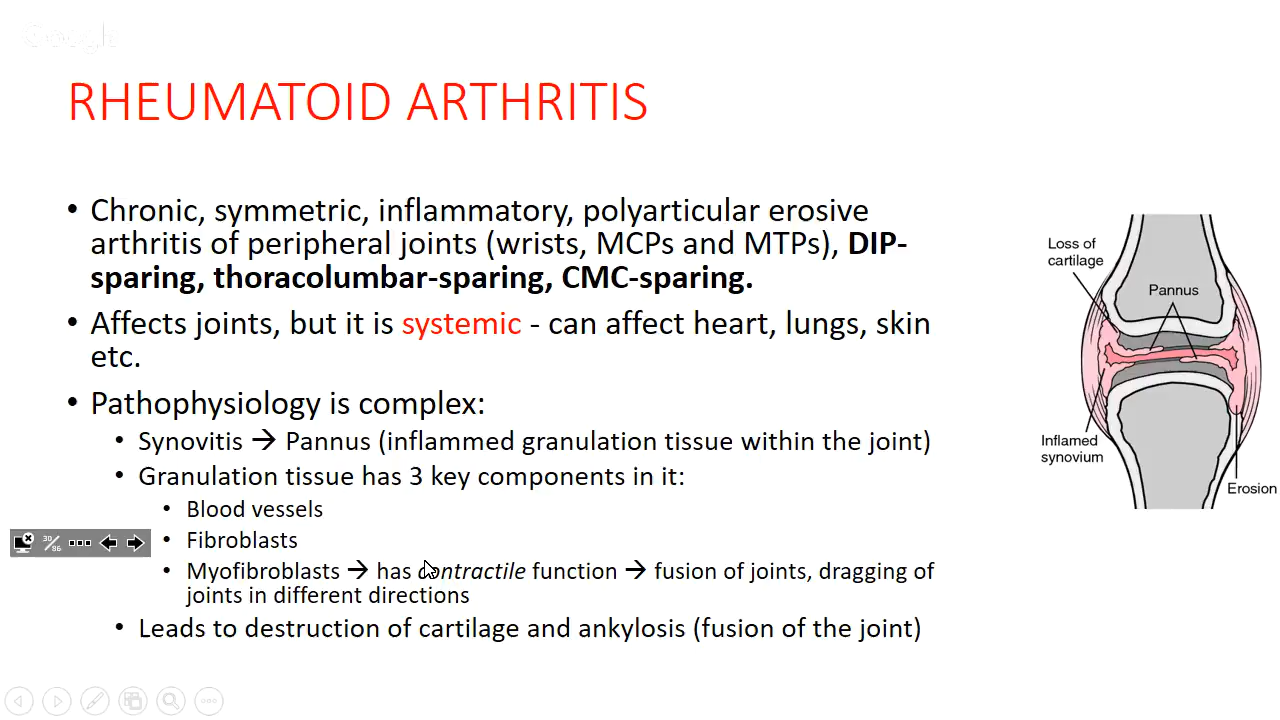 RHEUMATOID ARTHRITIS
• Chronic, symmetric, inflammatory, polyarticular erosive
arthritis of peripheral joints (wrists, MCPs and MTPs), DIP-
sparing, thoracolumbar-sparing, CMC-sparing.
• Affects joints, but it is systemic - can affect heart, lungs, skin
etc.
• Pathophysiology is complex:
• Synovitis → Pannus (inflammed granulation tissue within the joint)
• Granulation tissue has 3 key components in it:
• Blood vessels
• Fibroblasts
• Myofibroblasts → has contractile function → fusion of joints, dragging of
joints in different directions
• Leads to destruction of cartilage and ankylosis (fusion of the joint)
Loss of
cartilage
Pannus
Inflamed
synovium
Erosion
30/86